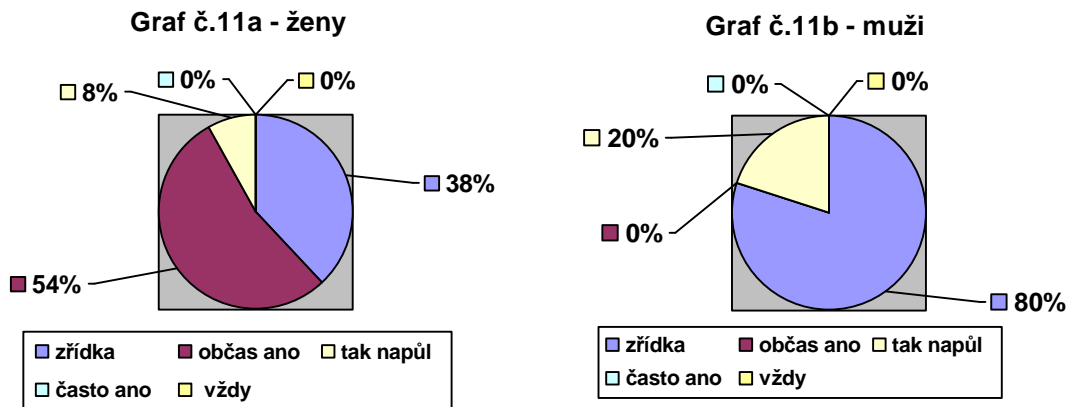 Graf č.11a - ženy
0%
0%
8%
38%
54%
zřídka občas ano tak napůl
často ano vždy
Graf č.11b - muži
0%
0%
20%
0%
80%
zřídka občas ano tak napůl
často ano vždy